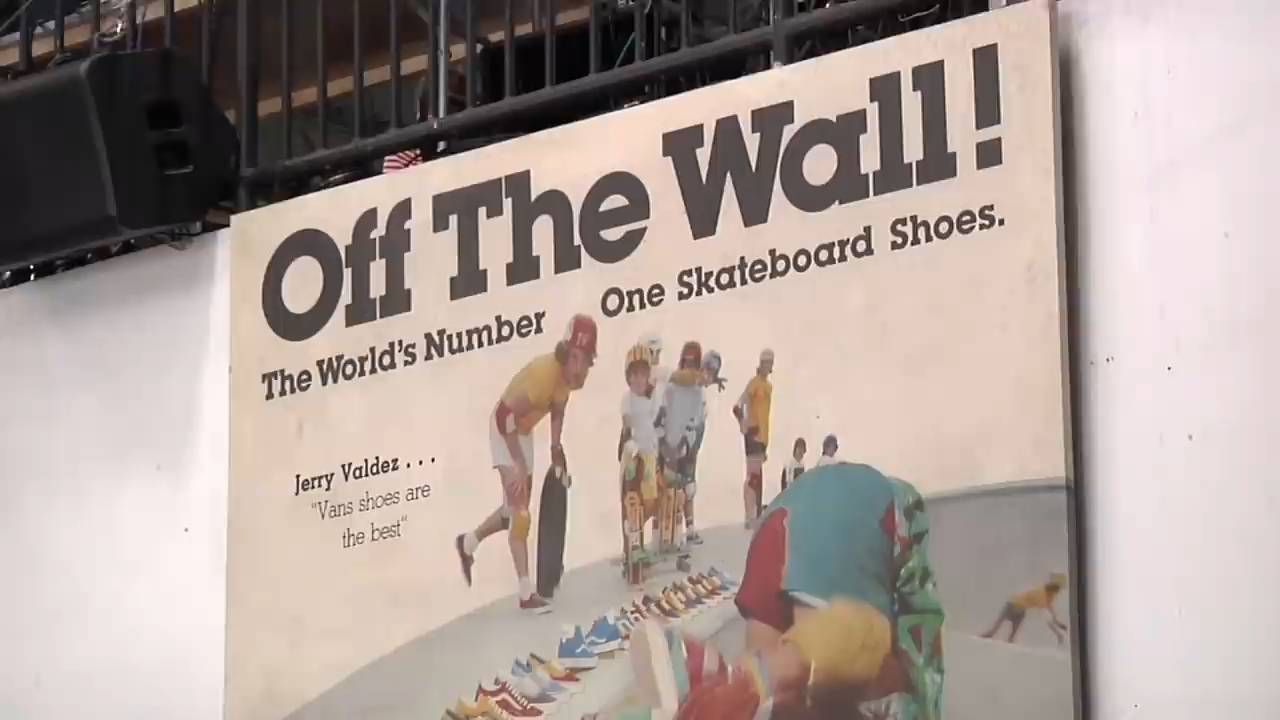 Off The Wall!
The World's Number One Skateboard Shoes.
Jerry Valdez . . .
"Vans shoes are
the best"